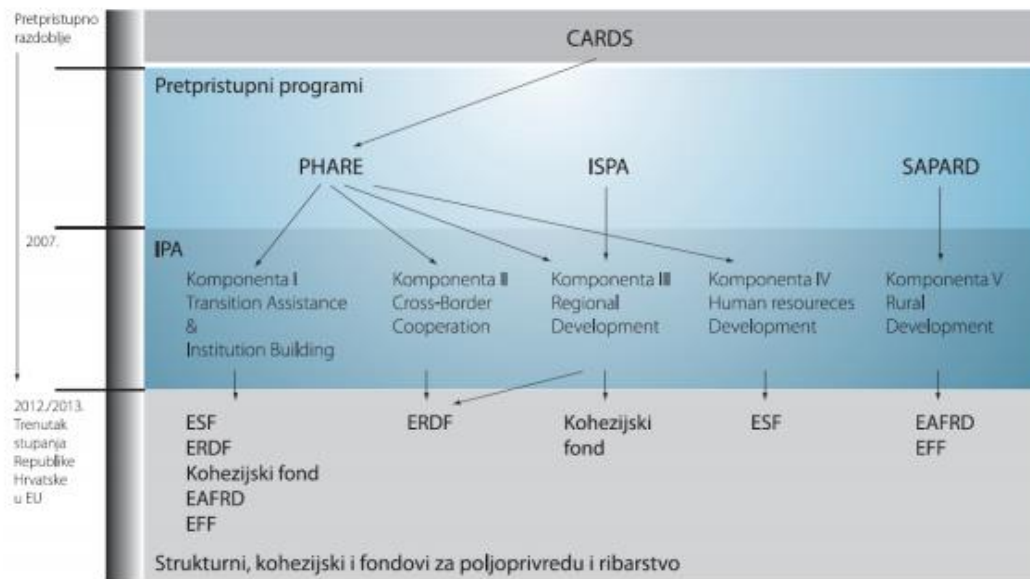 Pretpristupno
razdoblje
CARDS
Pretpristupni programi
PHARE
ISPA
SAPARD
2007.
IPA
Komponenta I
Transition Assistance
&
Institution Building
Komponenta II
Cross-Border
Cooperation
Komponenta III
Regional
Development
Komponenta IV
Human resoureces
Development
Komponenta V
Rural
Development
2012./2013.
Trenutak
stupanja
Republike
Hrvatske
u EU
ESF
ERDF
Kohezijski fond
EAFRD
EFF
ERDF
Kohezijski
fond
ESF
EAFRD
EFF
Strukturni, kohezijski i fondovi za poljoprivredu i ribarstvo